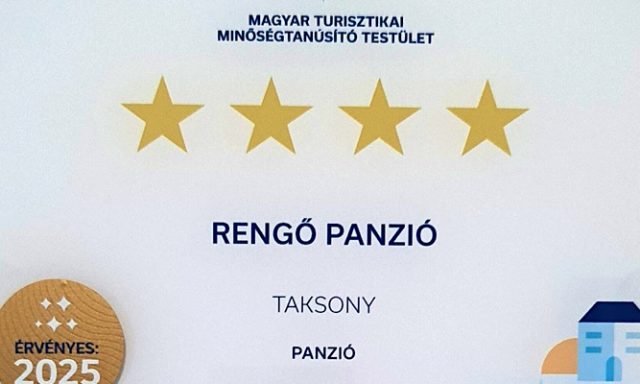 MAGYAR TURISZTIKAI
MINŐSÉGTANÚSÍTÓ TESTÜLET
RENGŐ PANZIÓ
TAKSONY
PANZIÓ
ÉRVÉNYES:
2025